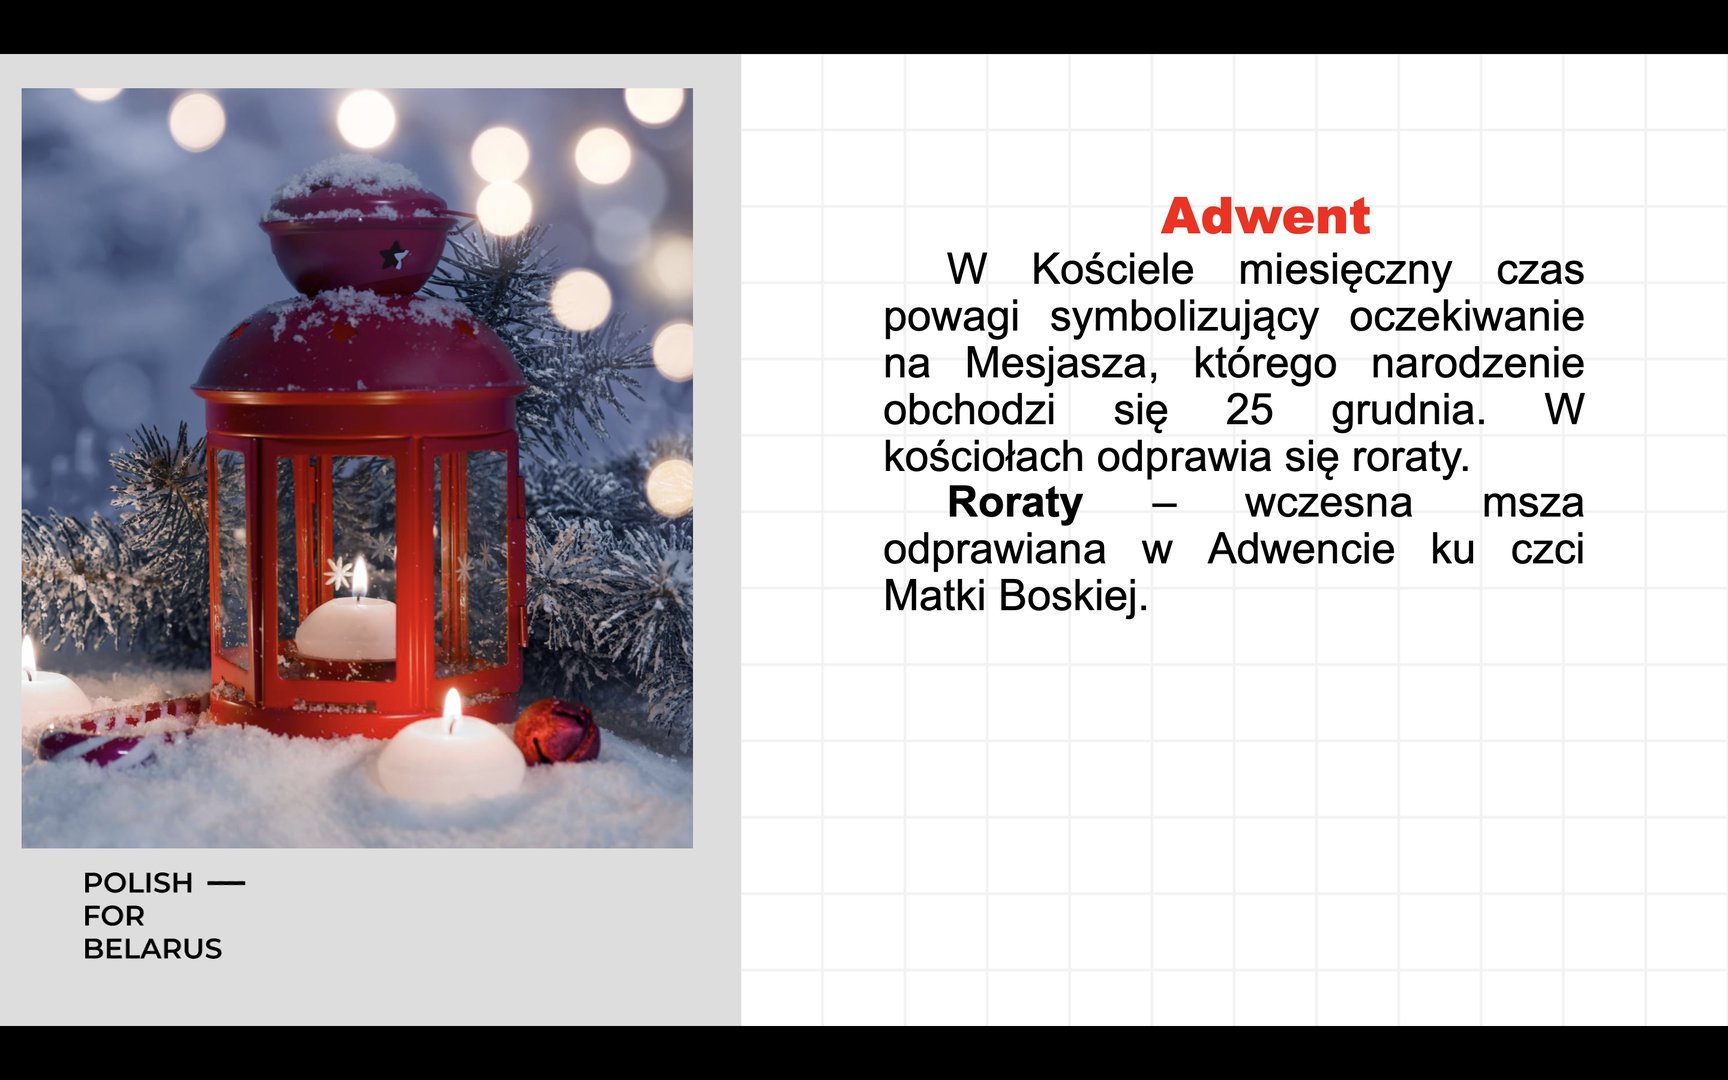 Adwent
W Kościele miesięczny czas
powagi symbolizujący oczekiwanie
na Mesjasza, którego narodzenie
obchodzi się 25 grudnia. W
kościołach odprawia się roraty.
Roraty – wczesna msza
odprawiana w Adwencie ku czci
Matki Boskiej.
POLISH —
FOR
BELARUS